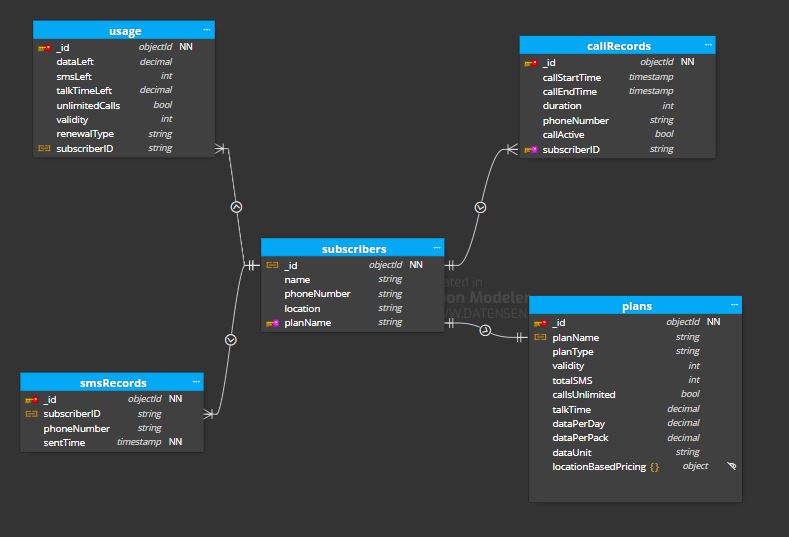 usage ...
_id objectId NN
dataLeft decimal
smsLeft int
talkTimeLeft decimal
unlimitedCalls bool
validity int
renewalType string
subscriberID string
callRecords ...
_id objectId NN
callStartTime timestamp
callEndTime timestamp
duration int
phoneNumber string
callActive bool
subscriberID string
subscribers ...
_id objectId NN
name string
phoneNumber string
location string
planName string
ated in
oon Modeler
W.DATENSEN
plans ...
_id objectId NN
planName string
planType string
validity int
totalSMS int
callsUnlimited bool
talkTime decimal
dataPerDay decimal
dataPerPack decimal
dataUnit string
locationBasedPricing {} object
smsRecords ...
_id objectId NN
subscriberID string
phoneNumber string
sentTime timestamp NN